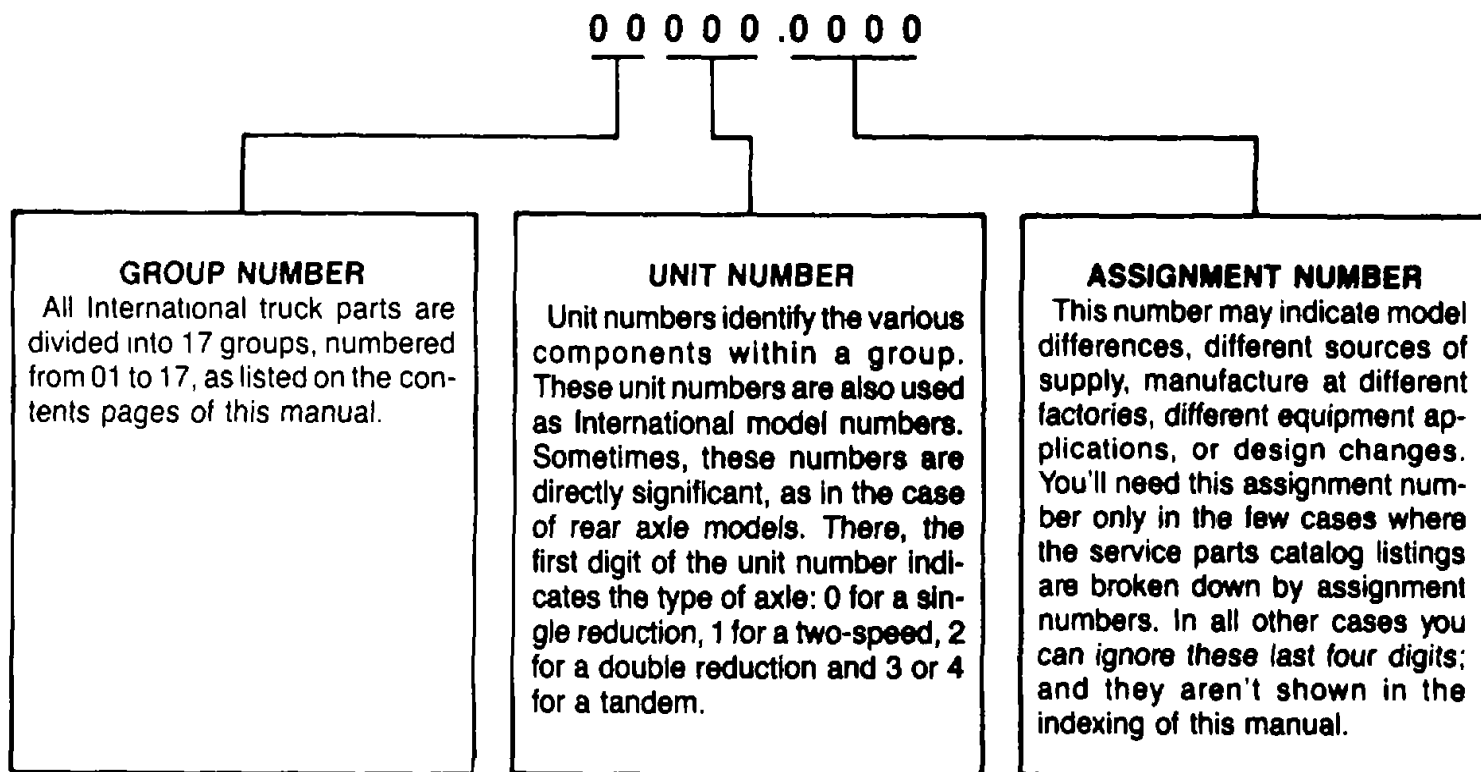 0 0 0 0 0 .0 0 0 0
GROUP NUMBER
All International truck parts are
divided into 17 groups, numbered
from 01 to 17, as listed on the con-
tents pages of this manual.
UNIT NUMBER
Unit numbers identify the various
components within a group.
These unit numbers are also used
as International model numbers.
Sometimes, these numbers are
directly significant, as in the case
of rear axle models. There, the
first digit of the unit number indi-
cates the type of axle: 0 for a sin-
gle reduction, 1 for a two-speed, 2
for a double reduction and 3 or 4
for a tandem.
ASSIGNMENT NUMBER
This number may indicate model
differences, different sources of
supply, manufacture at different
factories, different equipment ap-
plications, or design changes.
You'll need this assignment num-
ber only in the few cases where
the service parts catalog listings
are broken down by assignment
numbers. In all other cases you
can ignore these last four digits;
and they aren't shown in the
indexing of this manual.